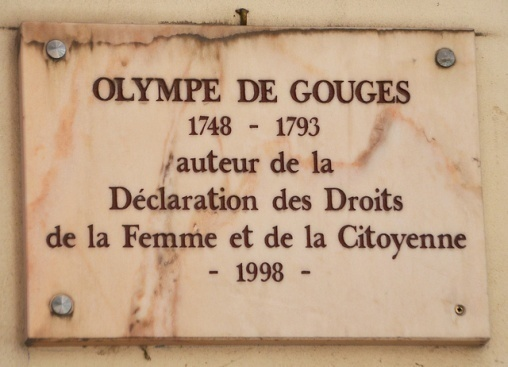 OLYMPE DE GOUGES
1748 - 1793
auteur de la
Déclaration des Droits
de la Femme et de la Citoyenne
- 1998 -